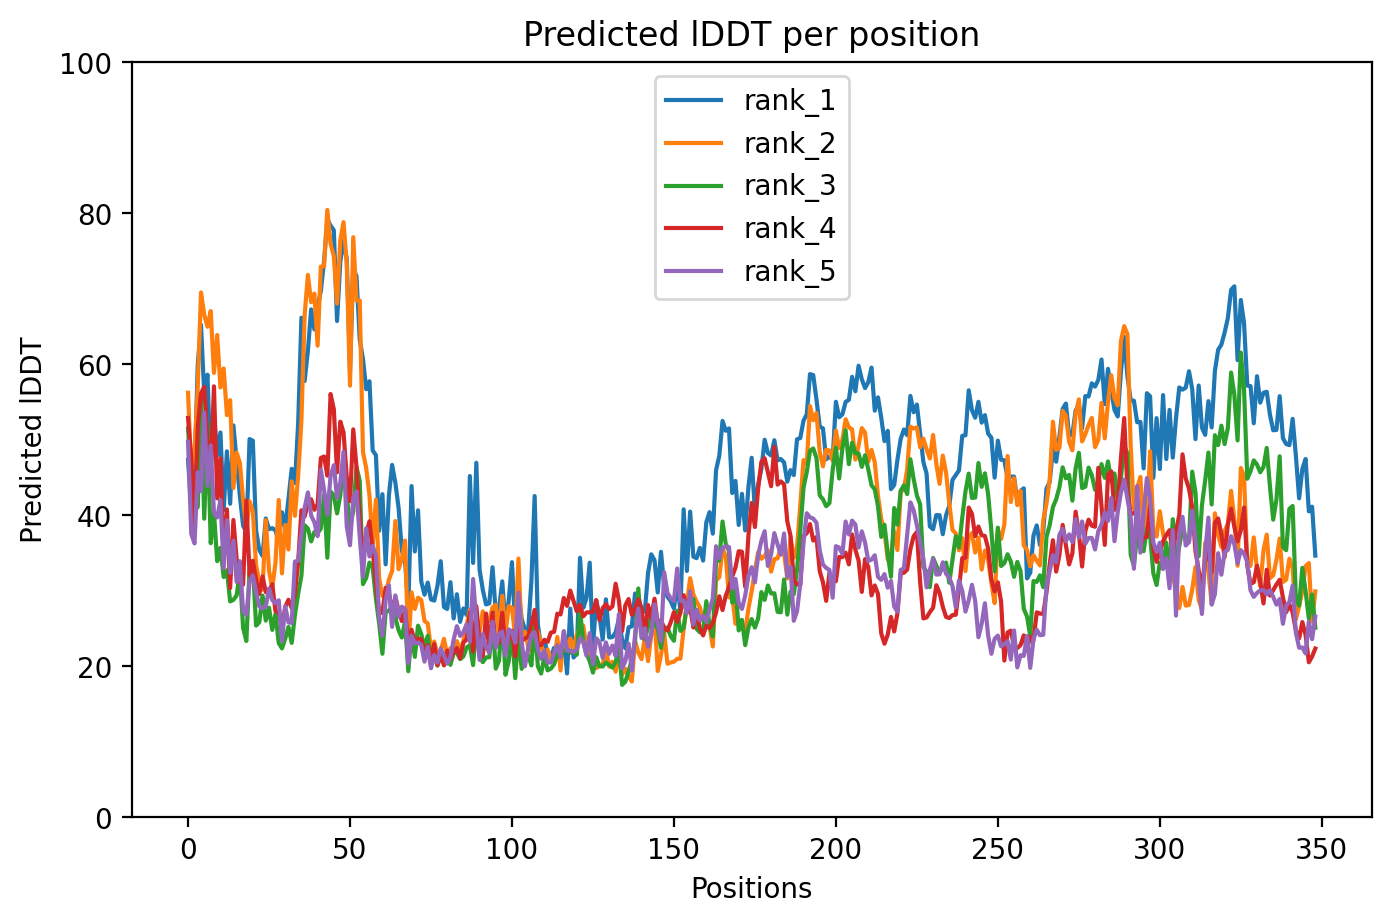 Predicted lDDT per position
100
80
60
40
20
0
Predicted lDDT
rank_1
rank_2
rank_3
rank_4
rank_5
0 50 100 150 200 250 300 350
Positions